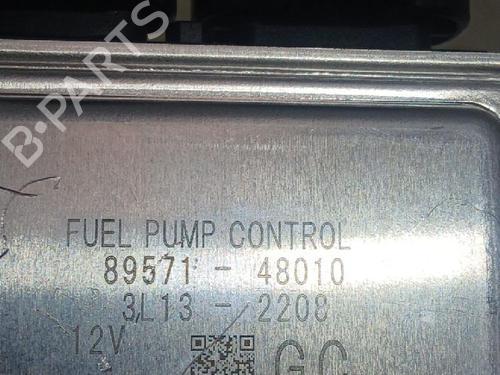 B-PARTS
FUEL PUMP CONTROL
89571-48010
3L13-2208
12V
GC